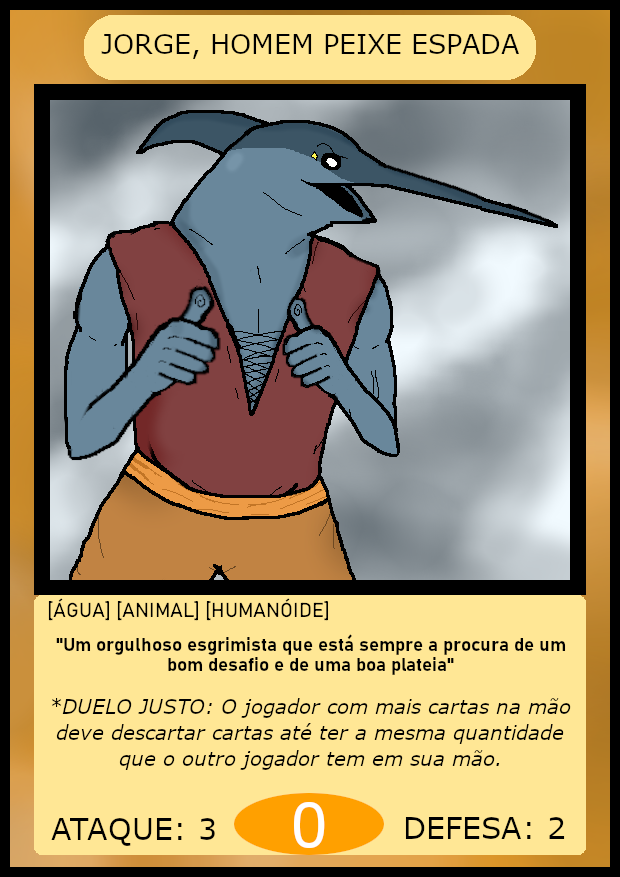 JORGE, HOMEM PEIXE ESPADA
[ÁGUA] [ANIMAL] [HUMANÓIDE]
"Um orgulhoso esgrimista que está sempre a procura de um
bom desafio e de uma boa plateia"
*DUELO JUSTO: O jogador com mais cartas na mão
deve descartar cartas até ter a mesma quantidade
que o outro jogador tem em sua mão.
ATAQUE: 3 0 DEFESA: 2